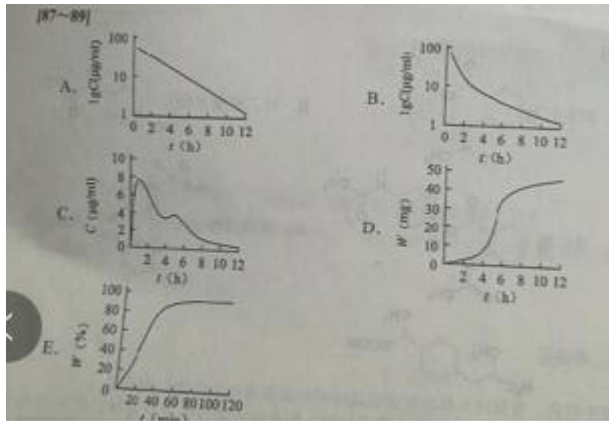 [87~89]
A.
lgC(μg/ml)
100
10
1
0 2 4 6 8 10 12
t (h)
B.
lgC(μg/ml)
100
10
1
0 2 4 6 8 10 12
t (h)
C.
C (μg/ml)
10
8
6
4
2
0
2 4 6 8 10 12
t (h)
D.
W (mg)
50
40
30
20
10
0
2 4 6 8 10 12
t (h)
E.
W (%)
100
80
60
40
20
0
20 40 60 80 100 120
t (min)